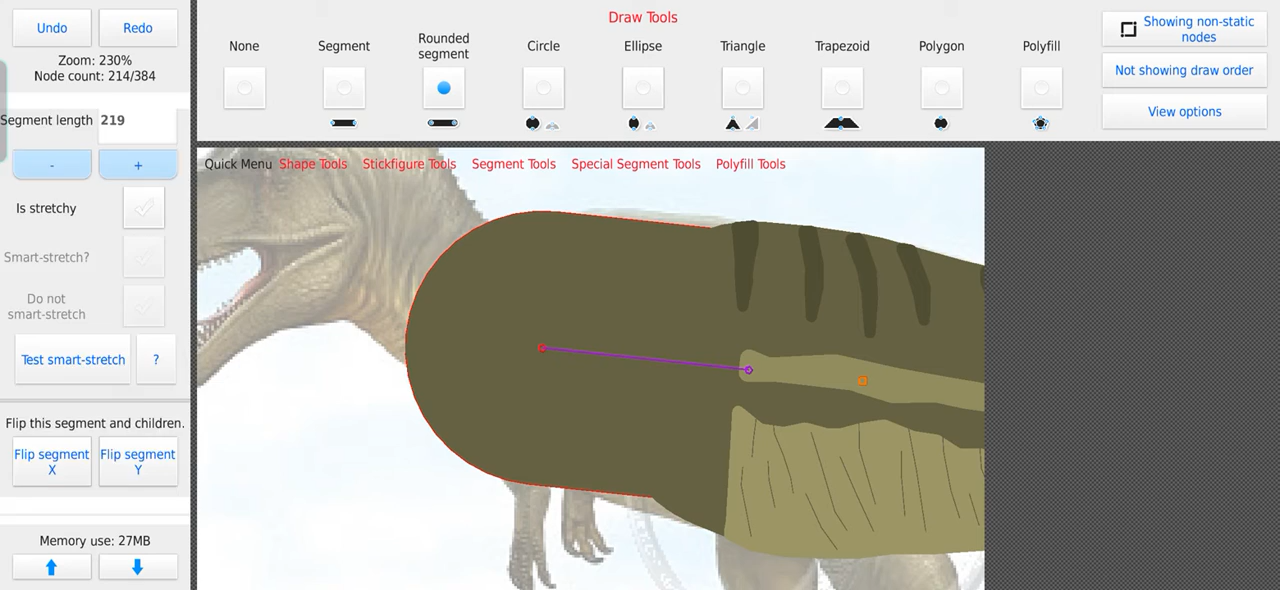 Undo
Redo
Zoom: 230%
Node count: 214/384
Segment length
219
-
+
Is stretchy
Smart-stretch?
Do not
smart-stretch
Test smart-stretch
?
Flip this segment and children.
Flip segment
X
Flip segment
Y
Memory use: 27MB
Draw Tools
None
Segment
Rounded
segment
Circle
Ellipse
Triangle
Trapezoid
Polygon
Polyfill
Showing non-static
nodes
Not showing draw order
View options
Quick Menu
Shape Tools
Stickfigure Tools
Segment Tools
Special Segment Tools
Polyfill Tools